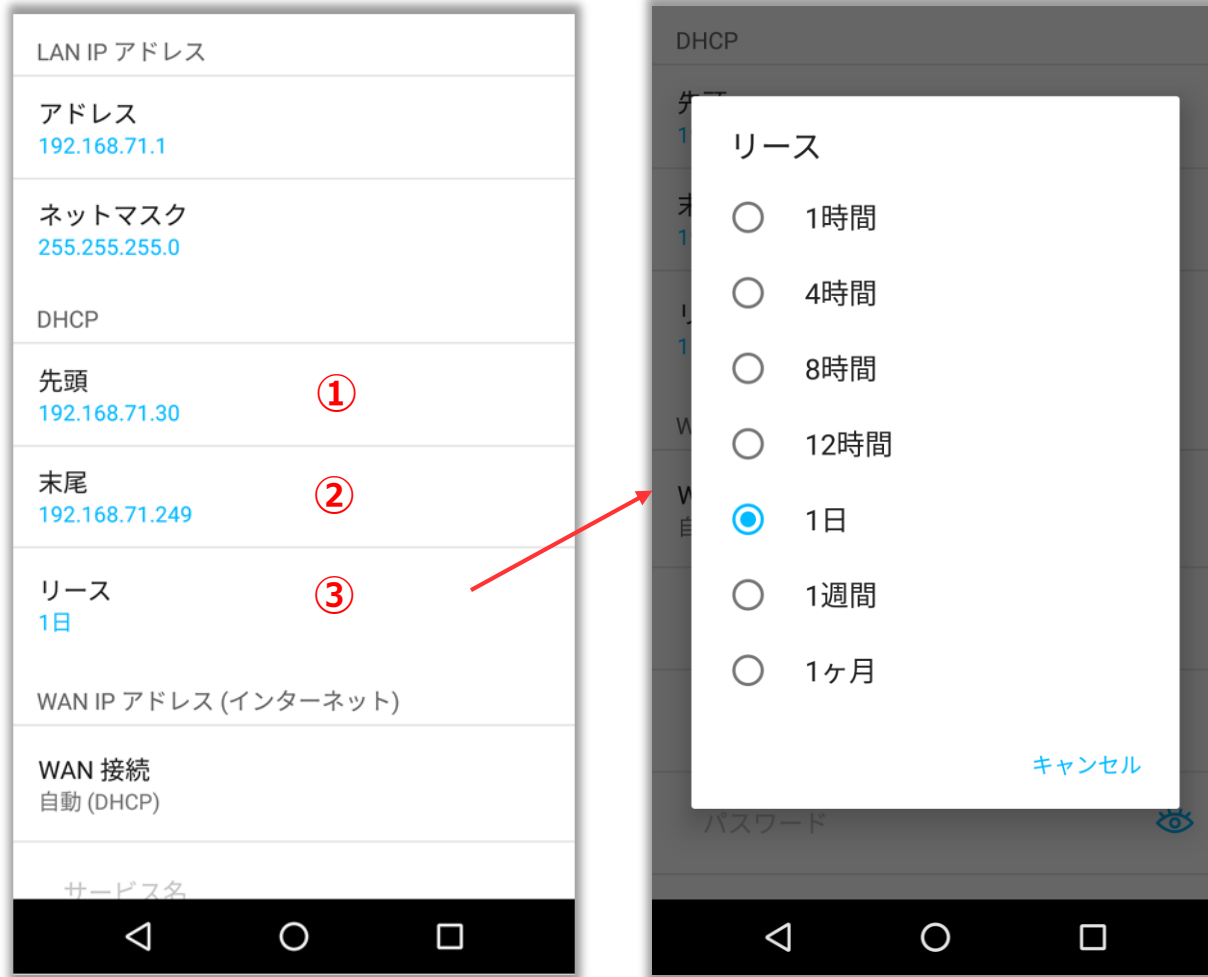 LAN IP アドレス
アドレス
192.168.71.1
ネットマスク
255.255.255.0
DHCP
先頭
192.168.71.30
①
末尾
192.168.71.249
②
リース
1日
③
WAN IP アドレス (インターネット)
WAN 接続
自動 (DHCP)
サービス名
DHCP
リース
1時間
4時間
8時間
12時間
1日
1週間
1ヶ月
キャンセル
パスワード